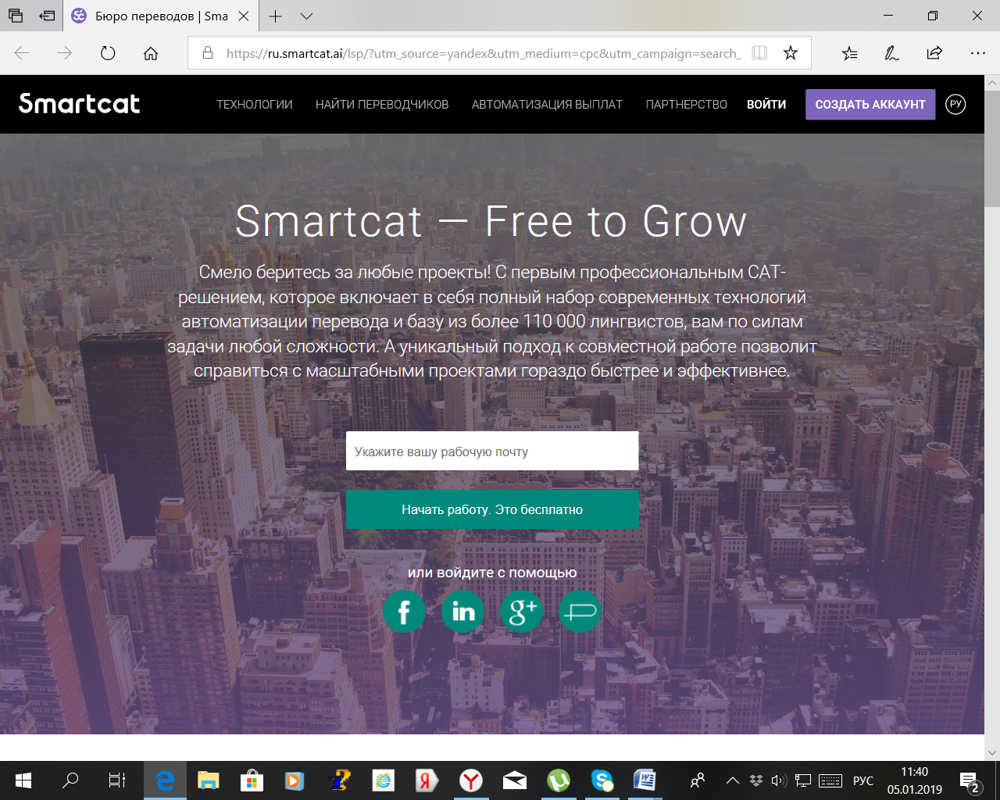 Бюро переводов | Sma
https://ru.smartcat.ai/lsp/?utm_source=yandex&utm_medium=cpc&utm_campaign=search_
Smartcat
ТЕХНОЛОГИИ
НАЙТИ ПЕРЕВОДЧИКОВ
АВТОМАТИЗАЦИЯ ВЫПЛАТ
ПАРТНЕРСТВО
ВОЙТИ
СОЗДАТЬ АККАУНТ
РУ
Smartcat — Free to Grow
Смело беритесь за любые проекты! С первым профессиональным CAT-
решением, которое включает в себя полный набор современных технологий
автоматизации перевода и базу из более 110 000 лингвистов, вам по силам
задачи любой сложности. А уникальный подход к совместной работе позволит
справиться с масштабными проектами гораздо быстрее и эффективнее.
Укажите вашу рабочую почту
Начать работу. Это бесплатно
или войдите с помощью
РУС
11:40
05.01.2019
2